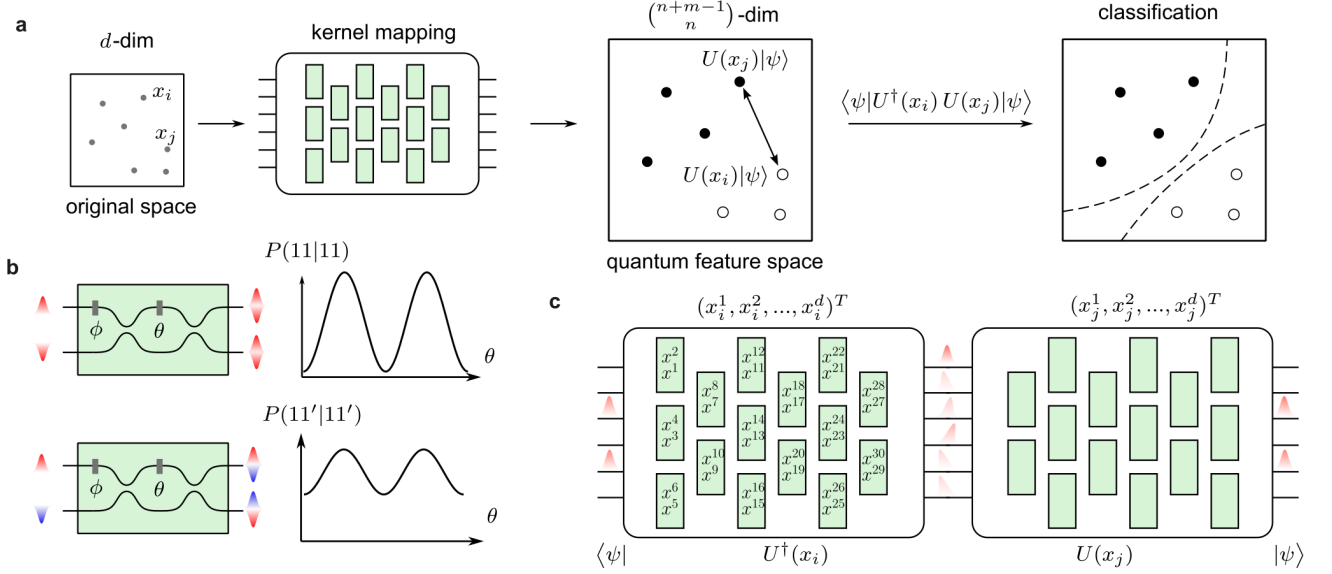 a
d-dim
x_i
x_j
original space
kernel mapping
\binom{n+m-1}{n}-dim
U(x_j)|ψ⟩
U(x_i)|ψ⟩
quantum feature space
⟨ψ|U†(x_i) U(x_j)|ψ⟩
classification
b
ϕ
θ
P(11|11)
θ
ϕ
θ
P(11′|11′)
θ
c
(x_i^1, x_i^2, ..., x_i^d)^T
(x_j^1, x_j^2, ..., x_j^d)^T
x^2
x^1
x^4
x^3
x^6
x^5
x^8
x^7
x^10
x^9
x^12
x^11
x^14
x^13
x^16
x^15
x^18
x^17
x^20
x^19
x^22
x^21
x^24
x^23
x^26
x^25
x^28
x^27
x^30
x^29
⟨ψ|
U†(x_i)
U(x_j)
|ψ⟩